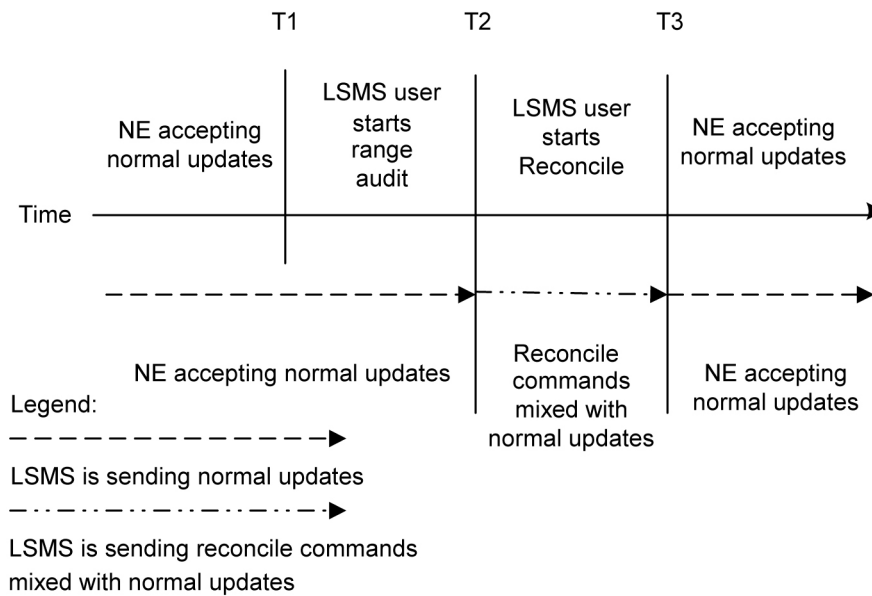 T1
T2
T3
NE accepting
normal updates
LSMS user
starts
range
audit
LSMS user
starts
Reconcile
NE accepting
normal updates
Time
NE accepting normal updates
Reconcile
commands
mixed with
normal updates
NE accepting
normal updates
Legend:
LSMS is sending normal updates
LSMS is sending reconcile commands
mixed with normal updates